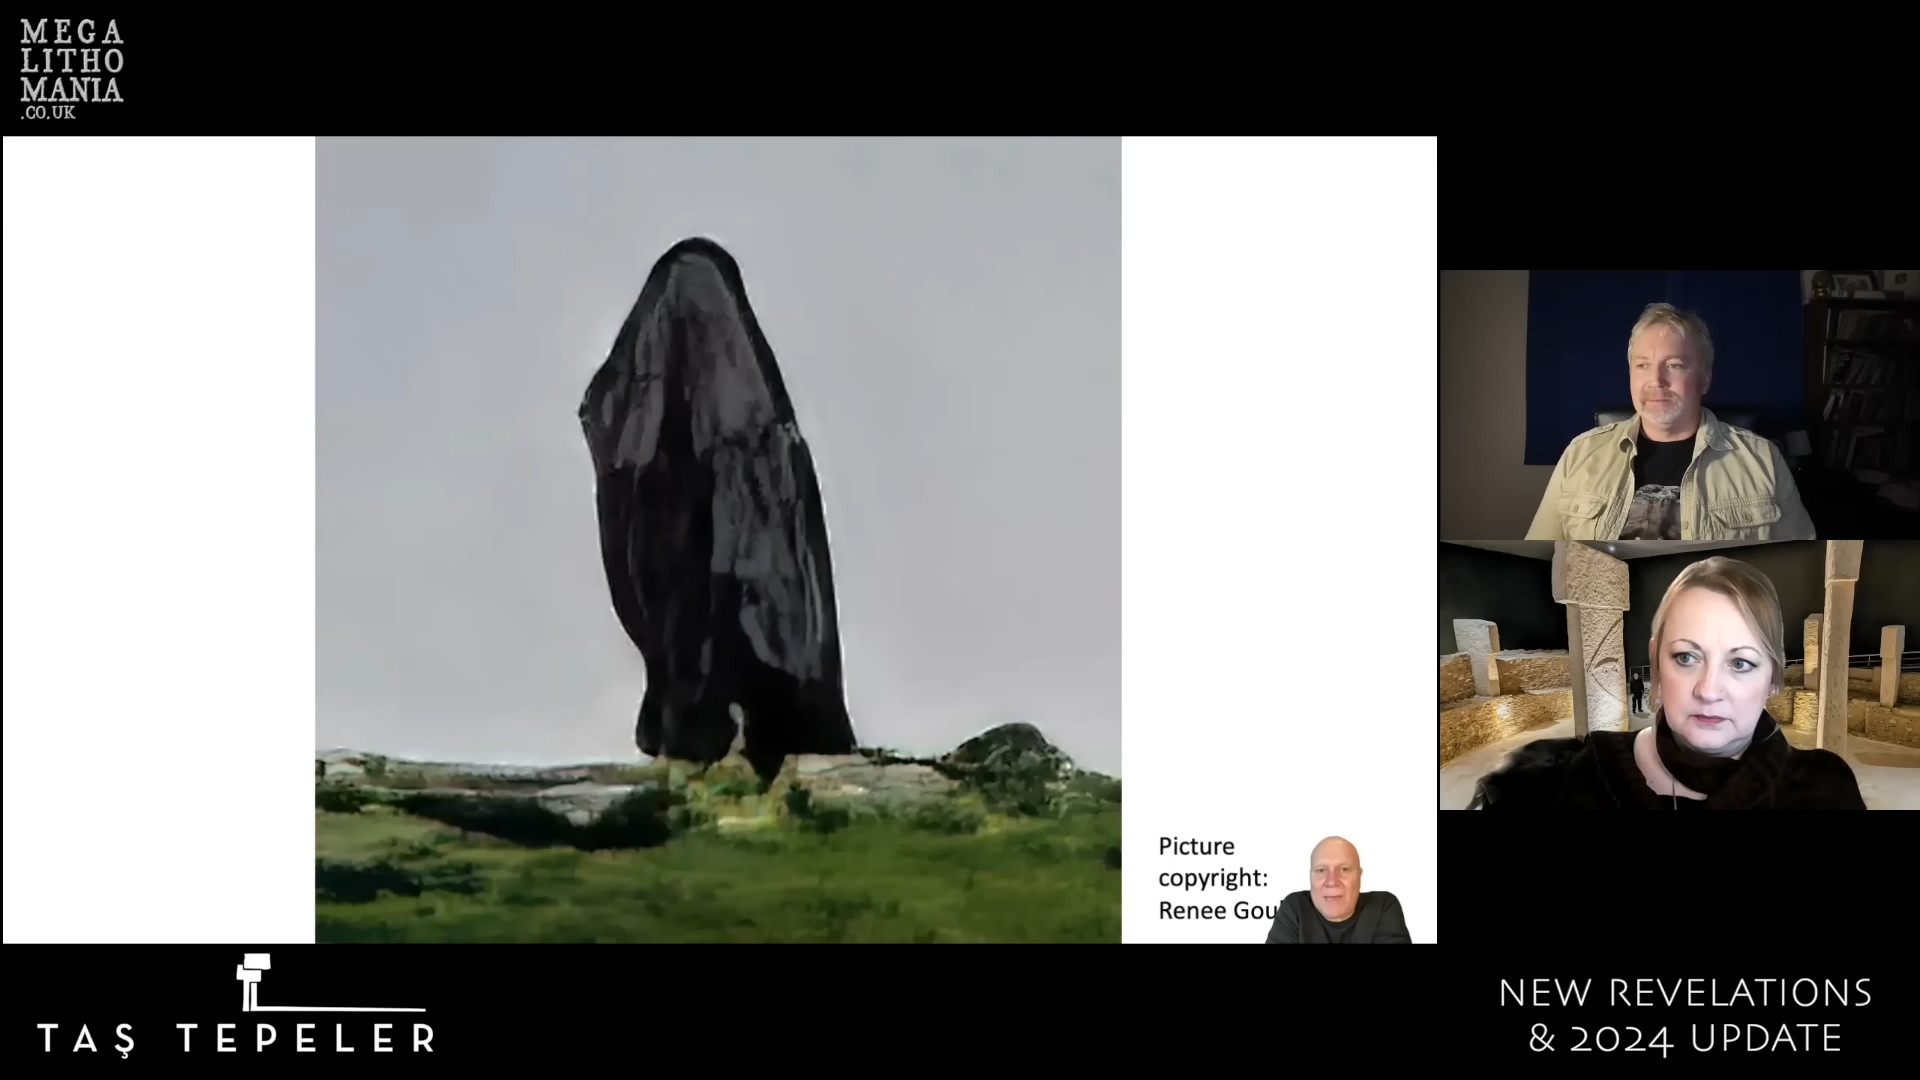 MEGA
LITHO
MANIA
.CO.UK
Picture
copyright:
Renee
TAŞ TEPELER
NEW REVELATIONS
& 2024 UPDATE